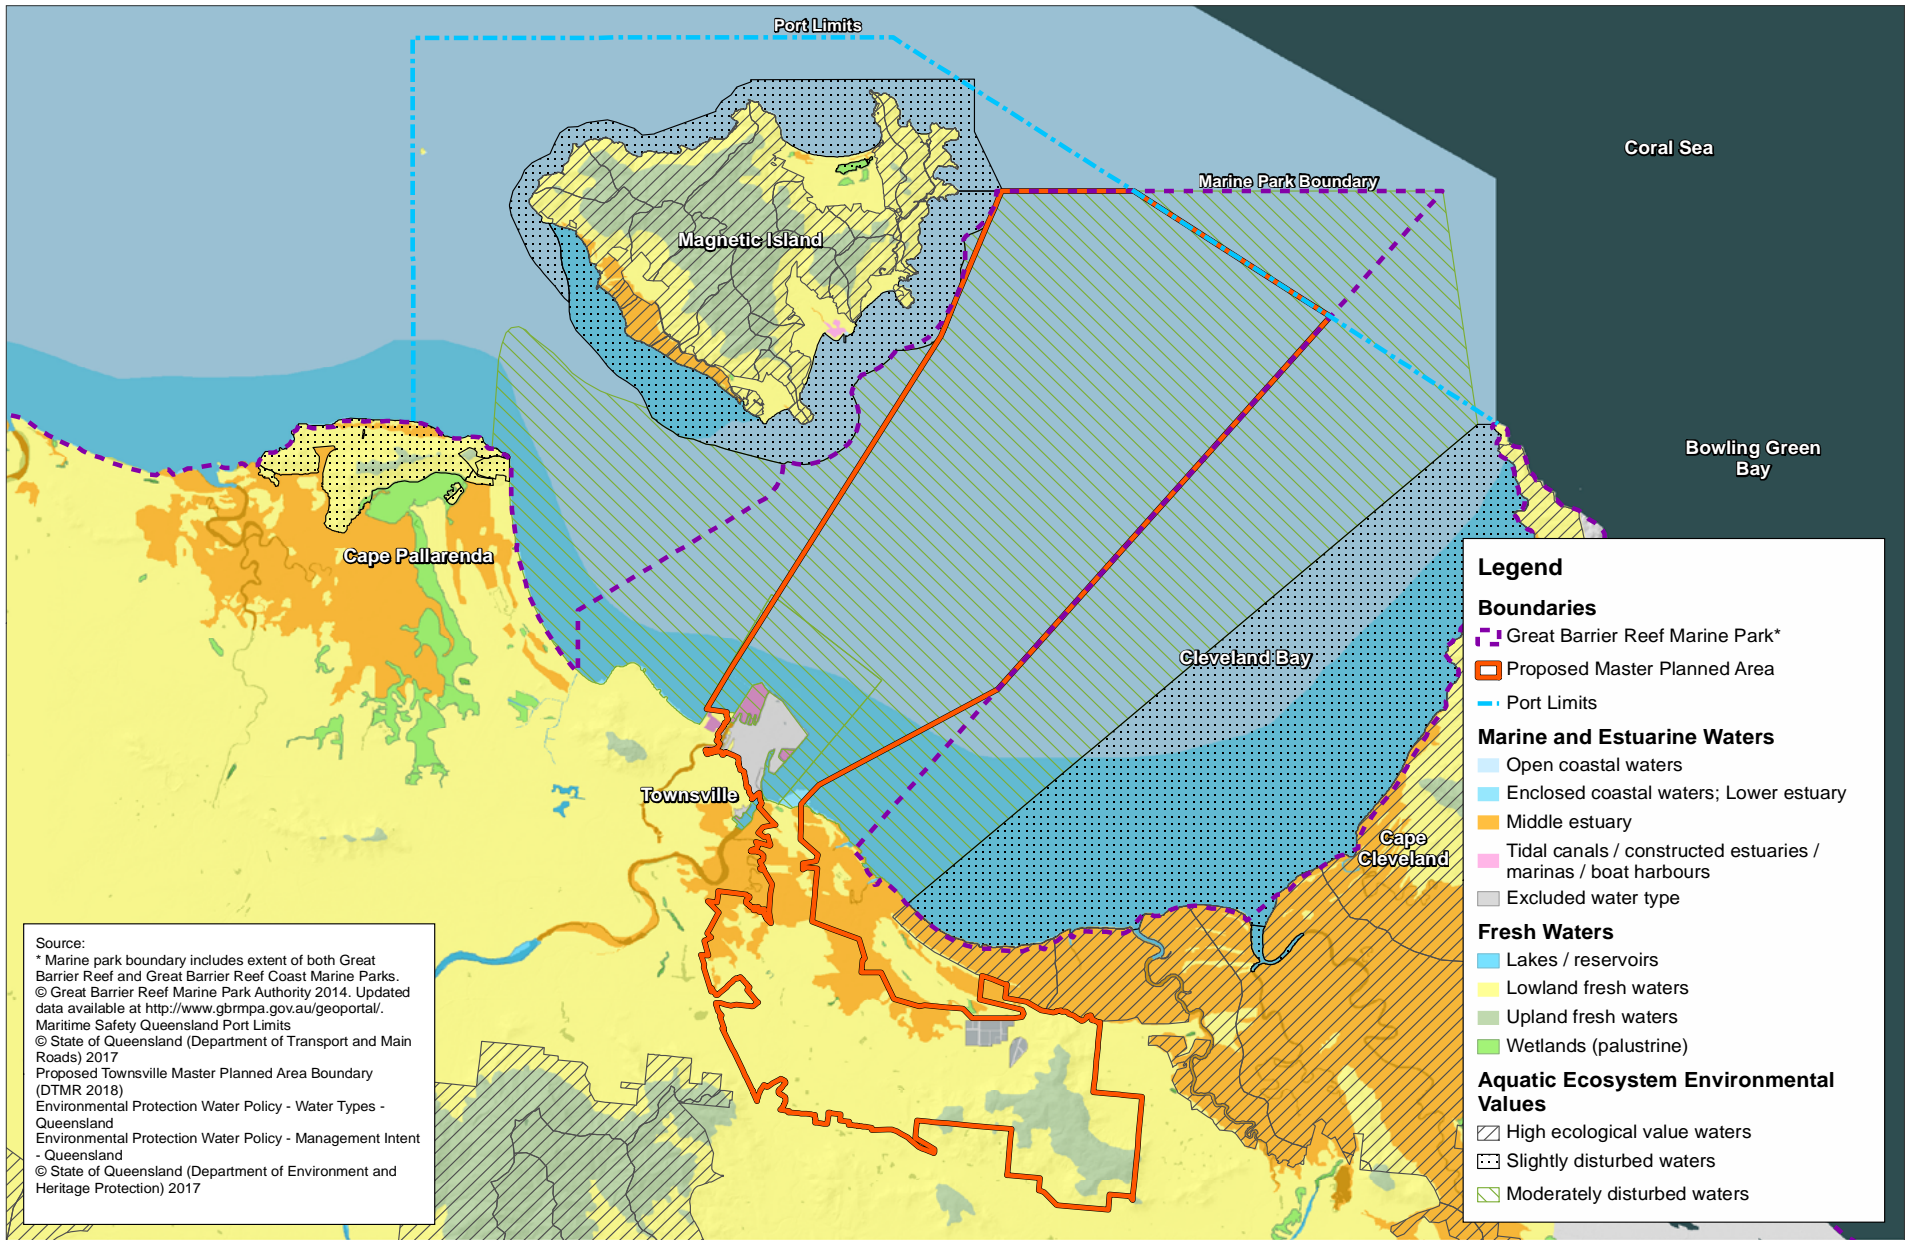 Port Limits
Coral Sea
Marine Park Boundary
Magnetic Island
Bowling Green
Bay
Cape Pallarenda
Cleveland Bay
Townsville
Cape
Cleveland
Legend
Boundaries
Great Barrier Reef Marine Park*
Proposed Master Planned Area
Port Limits
Marine and Estuarine Waters
Open coastal waters
Enclosed coastal waters; Lower estuary
Middle estuary
Tidal canals / constructed estuaries /
marinas / boat harbours
Excluded water type
Fresh Waters
Lakes / reservoirs
Lowland fresh waters
Upland fresh waters
Wetlands (palustrine)
Aquatic Ecosystem Environmental
Values
High ecological value waters
Slightly disturbed waters
Moderately disturbed waters
Source:
* Marine park boundary includes extent of both Great
Barrier Reef and Great Barrier Reef Coast Marine Parks.
© Great Barrier Reef Marine Park Authority 2014. Updated
data available at http://www.gbrmpa.gov.au/geoportal/.
Maritime Safety Queensland Port Limits
© State of Queensland (Department of Transport and Main
Roads) 2017
Proposed Townsville Master Planned Area Boundary
(DTMR 2018)
Environmental Protection Water Policy - Water Types -
Queensland
Environmental Protection Water Policy - Management Intent
- Queensland
© State of Queensland (Department of Environment and
Heritage Protection) 2017